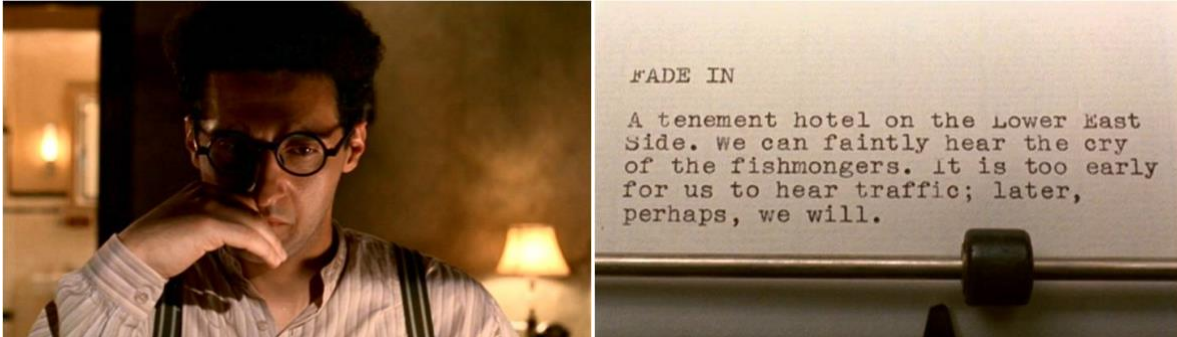 FADE IN
A tenement hotel on the Lower East
Side. We can faintly hear the cry
of the fishmongers. It is too early
for us to hear traffic; later,
perhaps, we will.